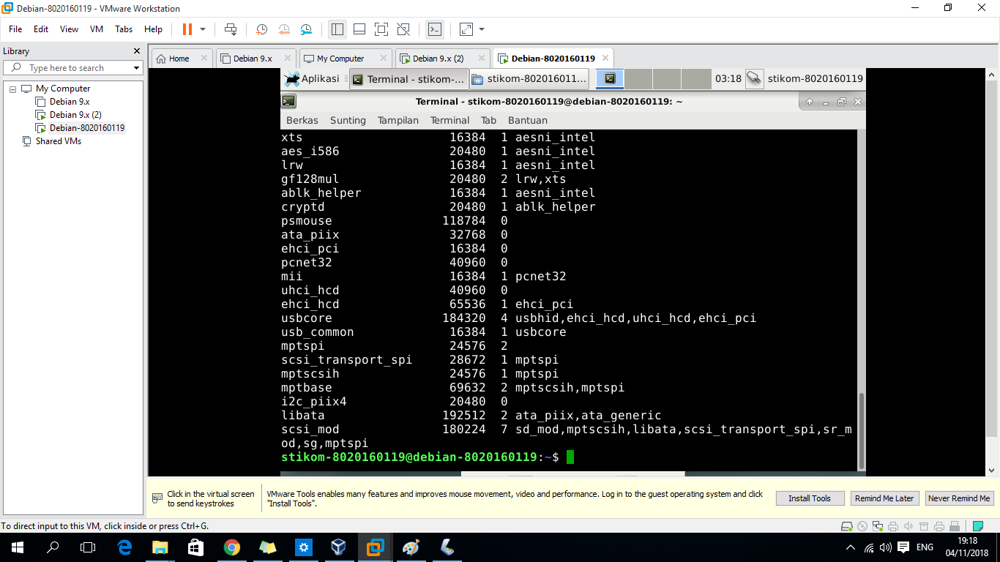 Debian-8020160119 - VMware Workstation
File Edit View VM Tabs Help
Library
Type here to search
My Computer
Debian 9.x
Debian 9.x (2)
Debian-8020160119
Shared VMs
Home Debian 9.x My Computer Debian 9.x (2) Debian-8020160119
Aplikasi Terminal - stikom-... stikom-802016011... 03:18 stikom-8020160119
Terminal - stikom-8020160119@debian-8020160119: ~
Berkas Sunting Tampilan Terminal Tab Bantuan
xts 16384 1 aesni_intel
aes_i586 20480 1 aesni_intel
lrw 16384 1 aesni_intel
gf128mul 20480 2 lrw,xts
ablk_helper 16384 1 aesni_intel
cryptd 20480 1 ablk_helper
psmouse 118784 0
ata_piix 32768 0
ehci_pci 16384 0
pcnet32 40960 0
mii 16384 1 pcnet32
uhci_hcd 40960 0
ehci_hcd 65536 1 ehci_pci
usbcore 184320 4 usbhid,ehci_hcd,uhci_hcd,ehci_pci
usb_common 16384 1 usbcore
mptspi 24576 2
scsi_transport_spi 28672 1 mptspi
mptscsih 24576 1 mptspi
mptbase 69632 2 mptscsih,mptspi
i2c_piix4 20480 0
libata 192512 2 ata_piix,ata_generic
scsi_mod 180224 7 sd_mod,mptscsih,libata,scsi_transport_spi,sr_m
od,sg,mptspi
stikom-8020160119@debian-8020160119:~$
Click in the virtual screen
to send keystrokes
VMware Tools enables many features and improves mouse movement, video and performance. Log in to the guest operating system and click
"Install Tools".
Install Tools Remind Me Later Never Remind Me
To direct input to this VM, click inside or press Ctrl+G.
ENG
19:18
04/11/2018